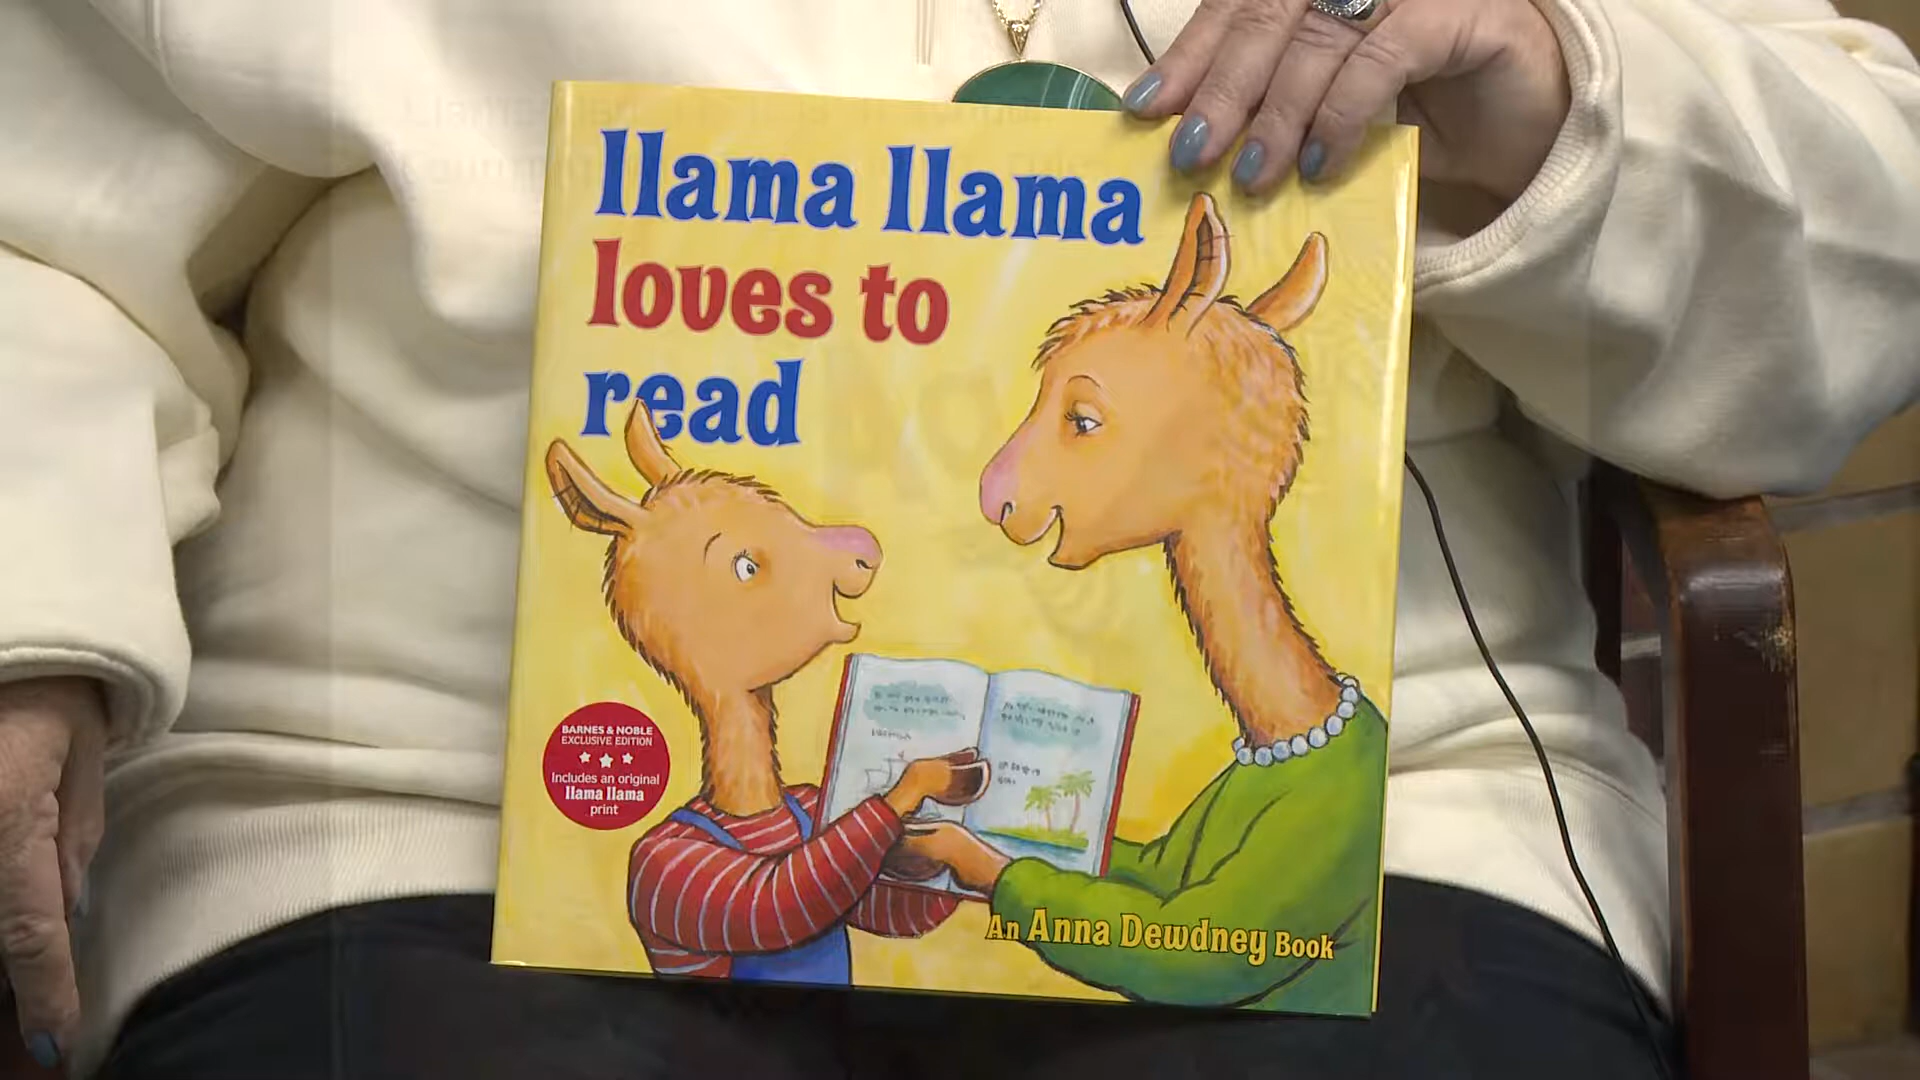 llama llama
loves to
read
BARNES & NOBLE
EXCLUSIVE EDITION
Includes an original
llama llama
print
An Anna Dewdney Book